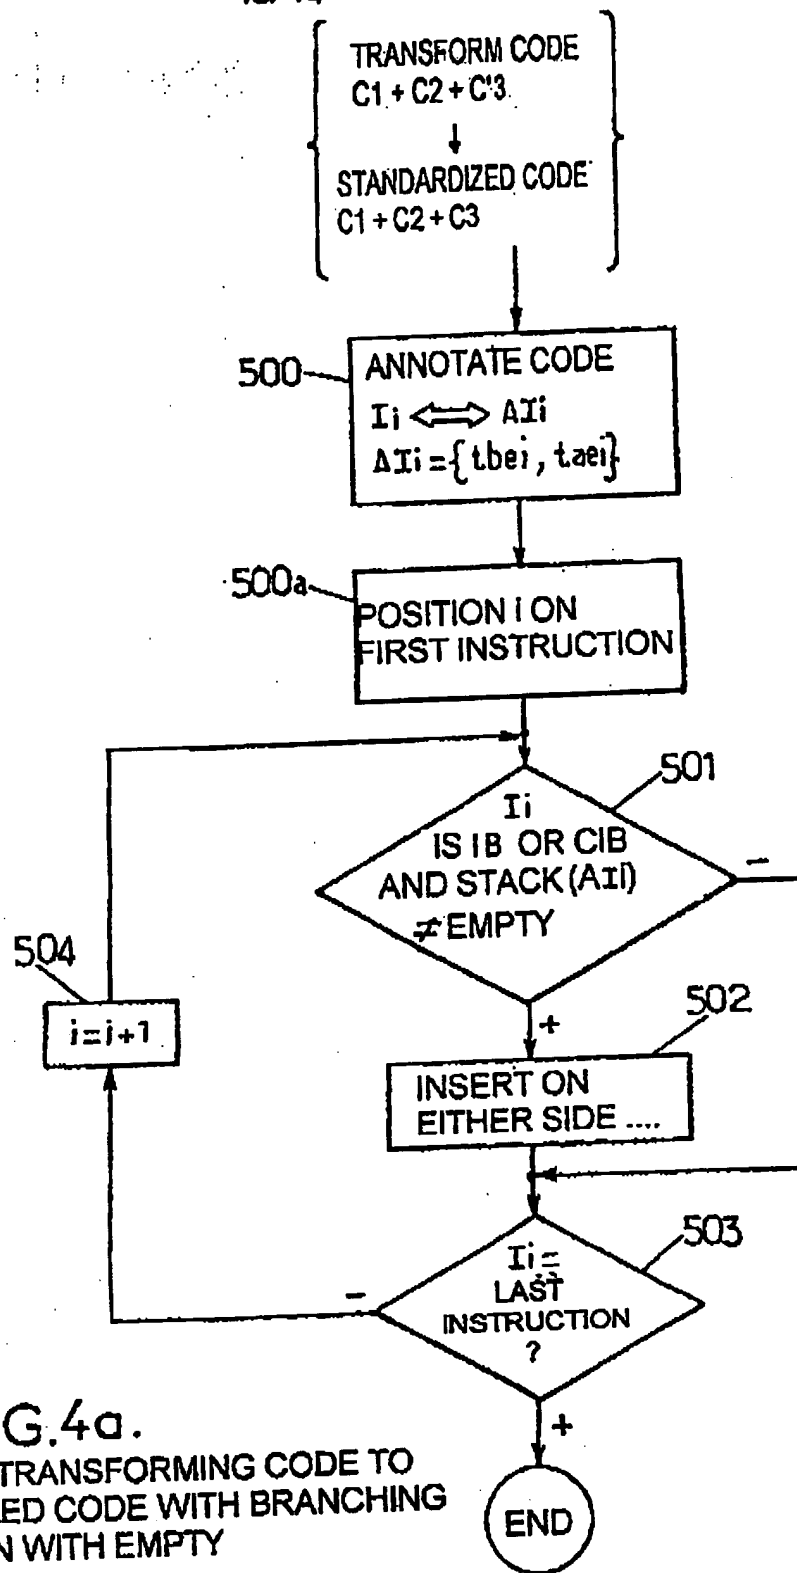 TRANSFORM CODE
C1 + C2 + C'3
STANDARDIZED CODE
C1 + C2 + C3
500
ANNOTATE CODE
Ii ⟺ AIi
AIi = {tbei, taei}
500a
POSITION i ON
FIRST INSTRUCTION
501
Ii
IS IB OR CIB
AND STACK (AIi)
≠ EMPTY
−
+
504
i=i+1
502
INSERT ON
EITHER SIDE ....
503
Ii =
LAST
INSTRUCTION
?
−
+
END
G.4a.
TRANSFORMING CODE TO
ED CODE WITH BRANCHING
N WITH EMPTY